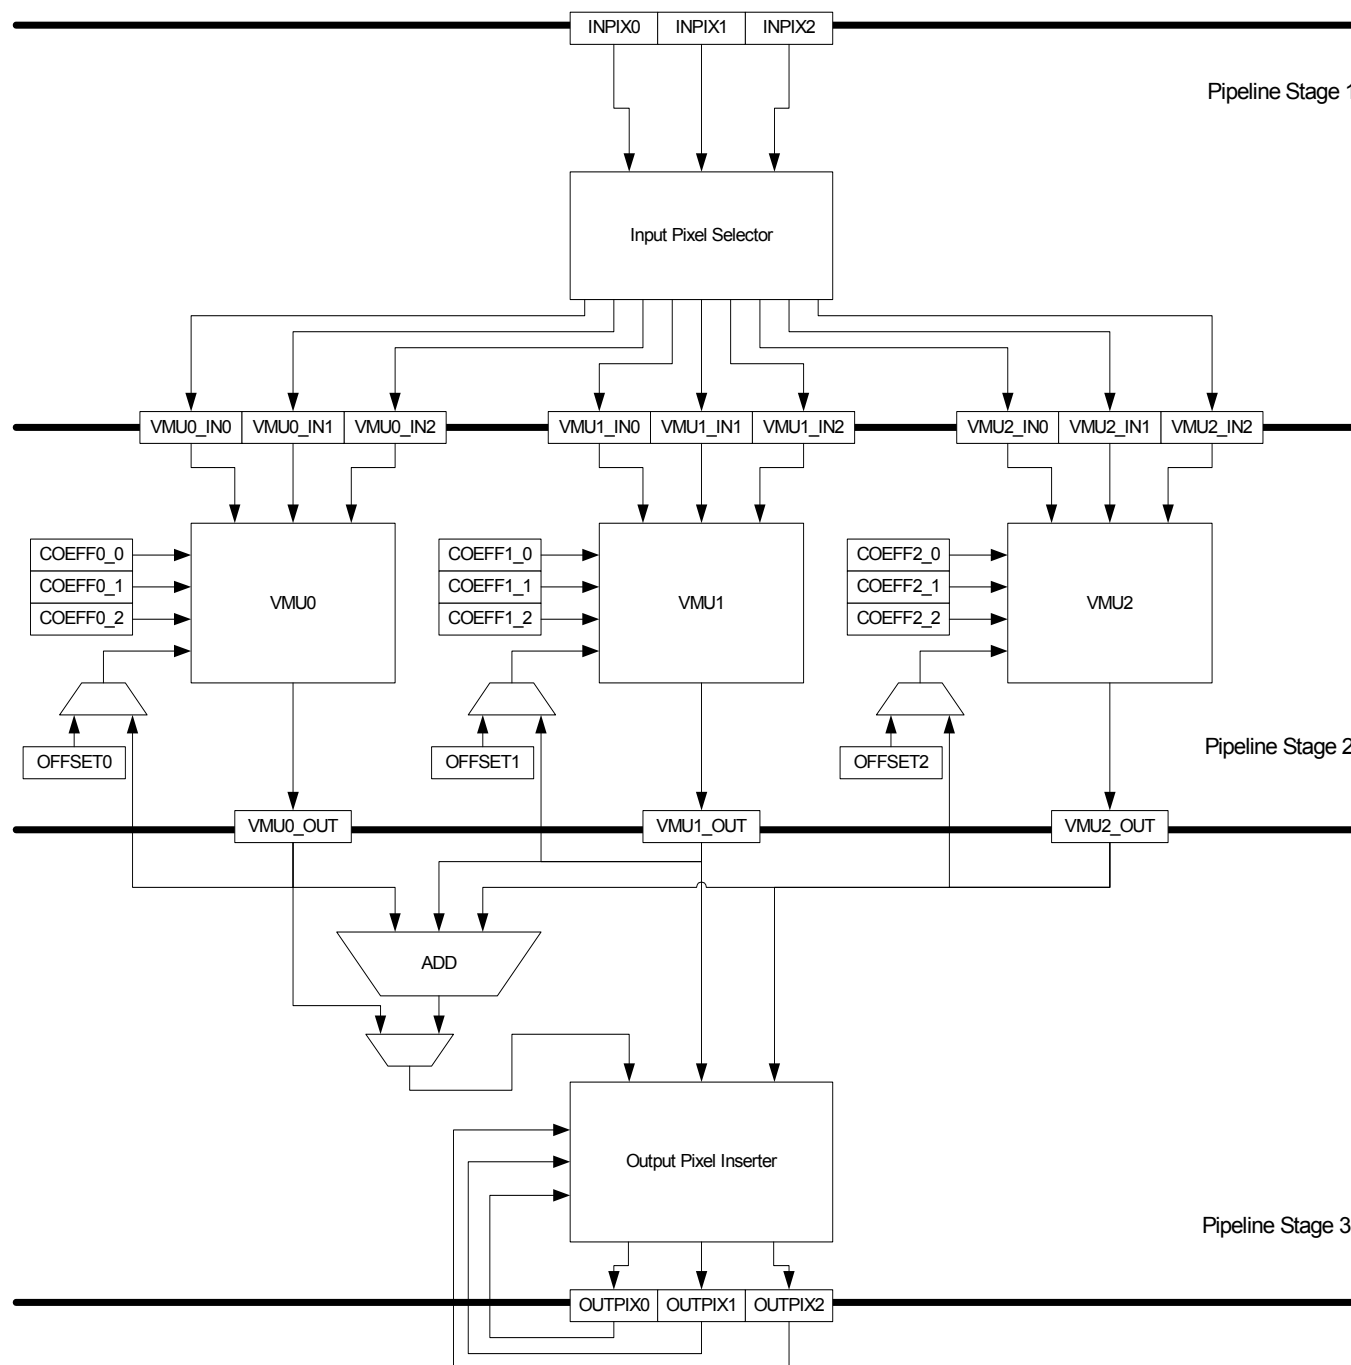 INPIX0 INPIX1 INPIX2
Pipeline Stage 1
Input Pixel Selector
VMU0_IN0 VMU0_IN1 VMU0_IN2 VMU1_IN0 VMU1_IN1 VMU1_IN2 VMU2_IN0 VMU2_IN1 VMU2_IN2
COEFF0_0 COEFF1_0 COEFF2_0
COEFF0_1 COEFF1_1 COEFF2_1
VMU0 VMU1 VMU2
COEFF0_2 COEFF1_2 COEFF2_2
Pipeline Stage 2
OFFSET0 OFFSET1 OFFSET2
VMU0_OUT VMU1_OUT VMU2_OUT
ADD
Output Pixel Inserter
Pipeline Stage 3
OUTPIX0 OUTPIX1 OUTPIX2